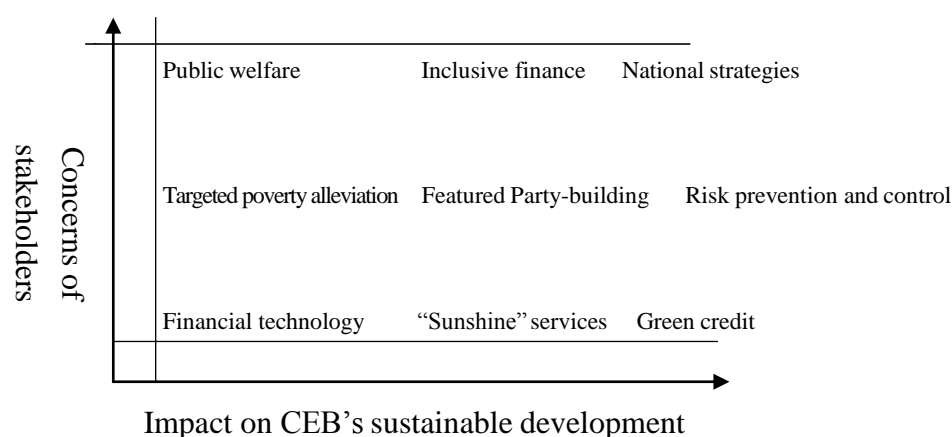 Public welfare Inclusive finance National strategies
Targeted poverty alleviation Featured Party-building Risk prevention and control
Financial technology “Sunshine” services Green credit
Concerns of
stakeholders
Impact on CEB’s sustainable development